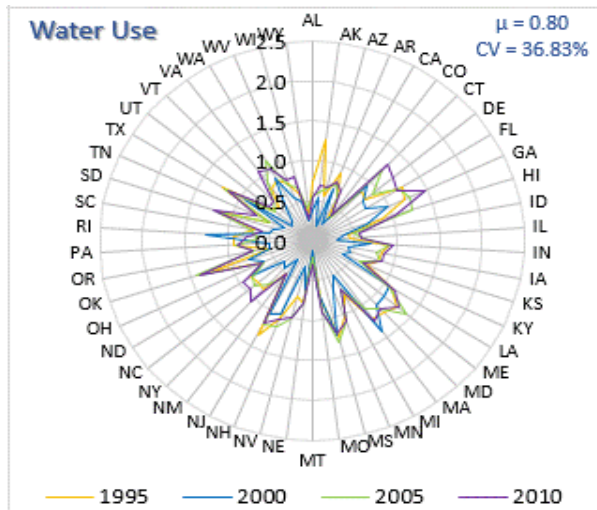 Water Use
μ = 0.80
CV = 36.83%
AL
AK
AZ
AR
CA
CO
CT
DE
FL
GA
HI
ID
IL
IN
IA
KS
KY
LA
ME
MD
MA
MI
MN
MS
MO
MT
NE
NV
NH
NJ
NM
NY
NC
ND
OH
OK
OR
PA
RI
SC
SD
TN
TX
UT
VT
VA
WA
WV
WI
WY
2.5
2.0
1.5
1.0
0.5
0.0
1995 2000 2005 2010